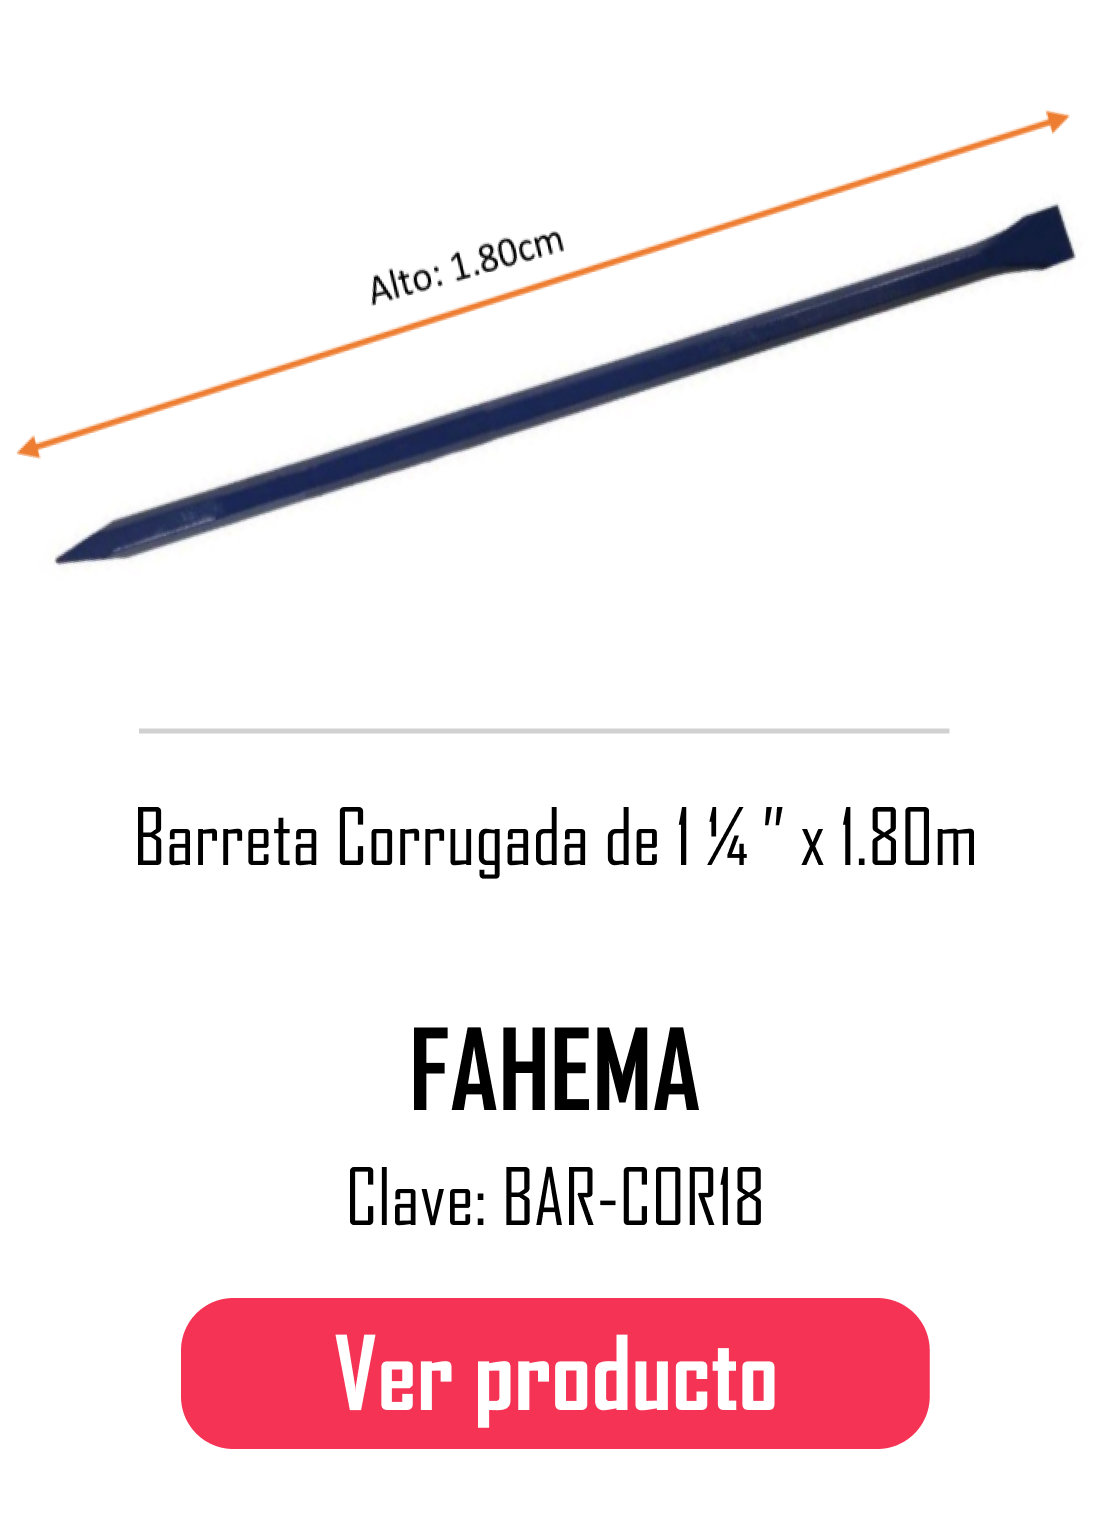 Alto: 1.80cm
Barreta Corrugada de 1 ¼ " x 1.80m
FAHEMA
Clave: BAR-COR18
Ver producto